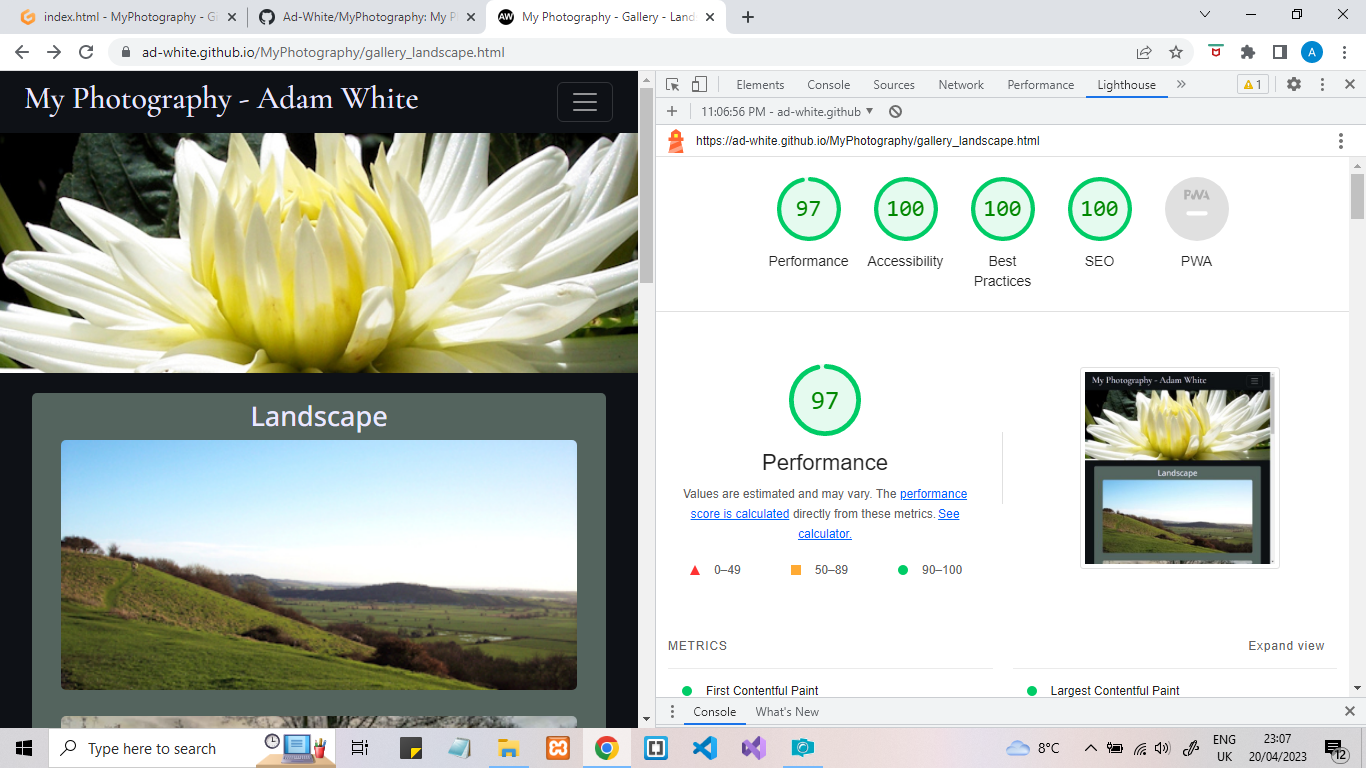 index.html - MyPhotography - Gi
Ad-White/MyPhotography: My P
AW
My Photography - Gallery - Land
ad-white.github.io/MyPhotography/gallery_landscape.html
A
My Photography - Adam White
Landscape
Elements
Console
Sources
Network
Performance
Lighthouse
1
11:06:56 PM - ad-white.github
https://ad-white.github.io/MyPhotography/gallery_landscape.html
97
100
100
100
PWA
Performance
Accessibility
Best
Practices
SEO
PWA
97
Performance
Values are estimated and may vary. The performance
score is calculated directly from these metrics. See
calculator.
0–49
50–89
90–100
My Photography - Adam White
Landscape
METRICS
Expand view
First Contentful Paint
Largest Contentful Paint
Console
What's New
Type here to search
8°C
ENG
UK
23:07
20/04/2023
12